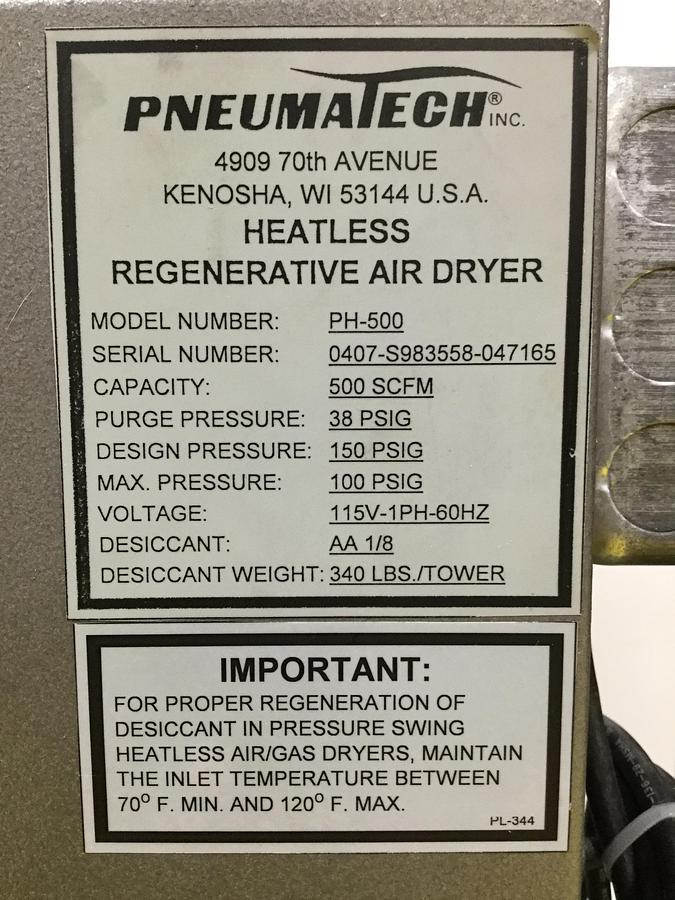 PNEUMATECH® INC.
4909 70th AVENUE
KENOSHA, WI 53144 U.S.A.
HEATLESS
REGENERATIVE AIR DRYER
MODEL NUMBER: PH-500
SERIAL NUMBER: 0407-S983558-047165
CAPACITY: 500 SCFM
PURGE PRESSURE: 38 PSIG
DESIGN PRESSURE: 150 PSIG
MAX. PRESSURE: 100 PSIG
VOLTAGE: 115V-1PH-60HZ
DESICCANT: AA 1/8
DESICCANT WEIGHT: 340 LBS./TOWER
IMPORTANT:
FOR PROPER REGENERATION OF
DESICCANT IN PRESSURE SWING
HEATLESS AIR/GAS DRYERS, MAINTAIN
THE INLET TEMPERATURE BETWEEN
70° F. MIN. AND 120° F. MAX.
PL-344